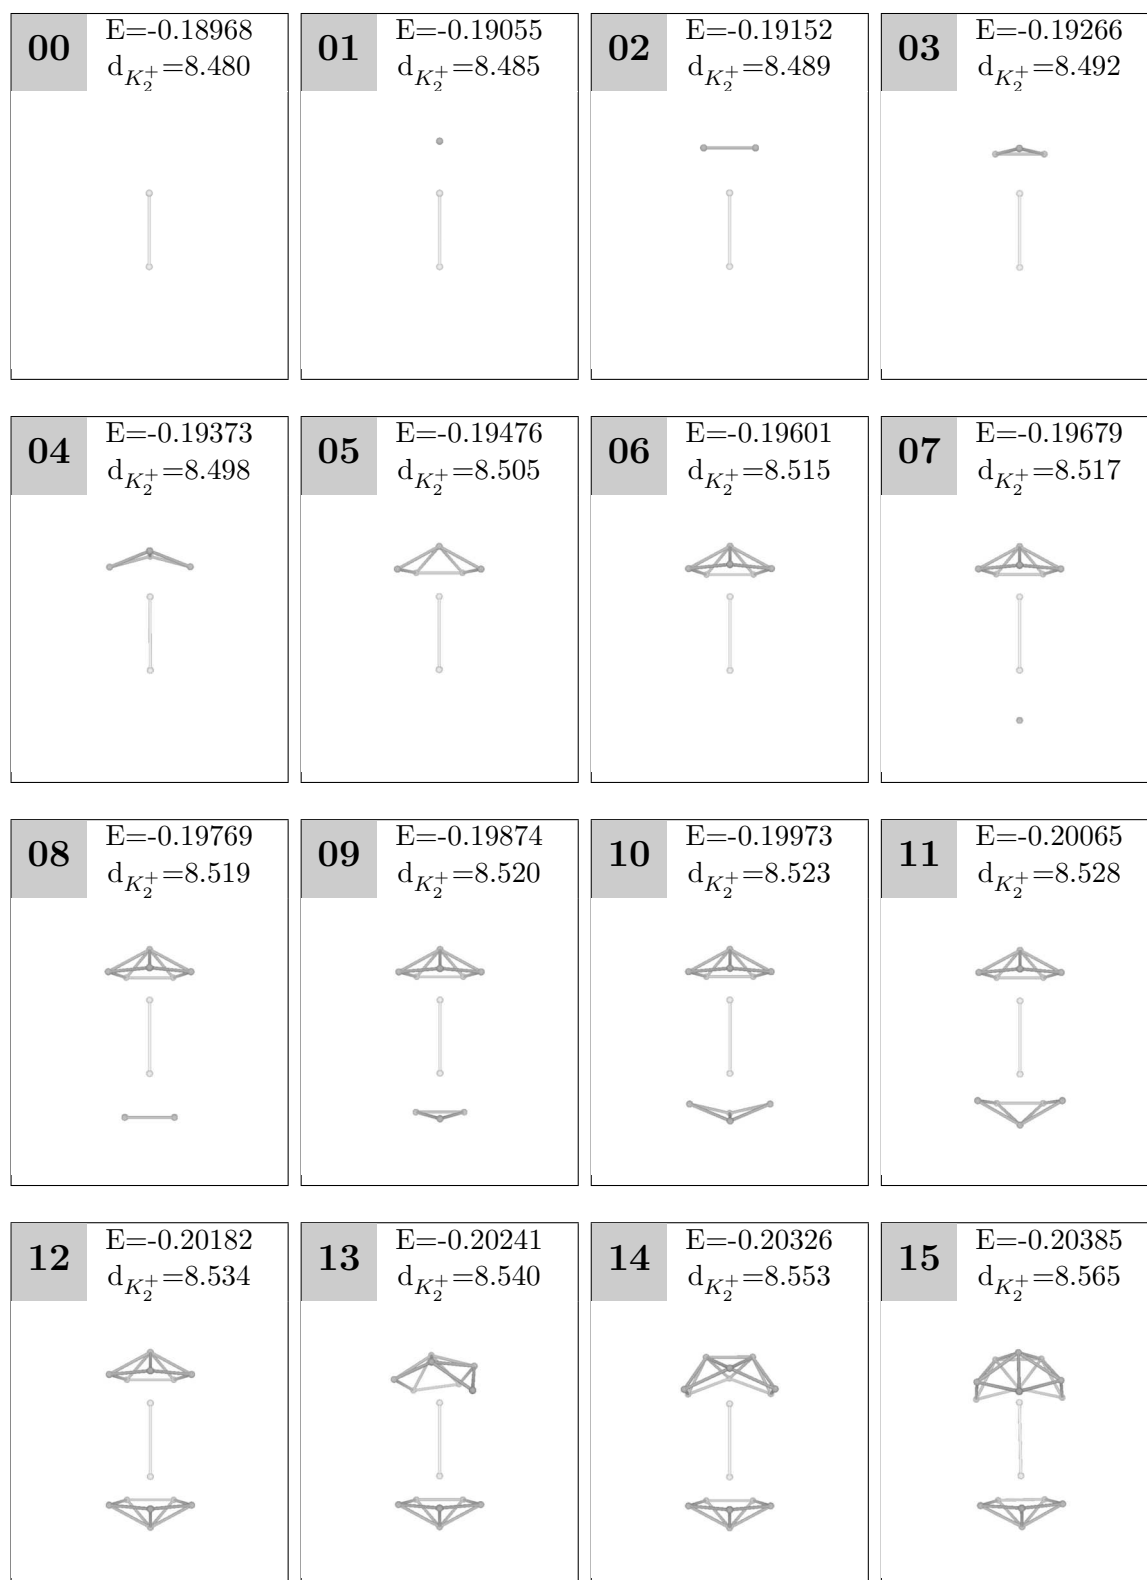 00 E=-0.18968
d_{K_2^+}=8.480
01 E=-0.19055
d_{K_2^+}=8.485
02 E=-0.19152
d_{K_2^+}=8.489
03 E=-0.19266
d_{K_2^+}=8.492
04 E=-0.19373
d_{K_2^+}=8.498
05 E=-0.19476
d_{K_2^+}=8.505
06 E=-0.19601
d_{K_2^+}=8.515
07 E=-0.19679
d_{K_2^+}=8.517
08 E=-0.19769
d_{K_2^+}=8.519
09 E=-0.19874
d_{K_2^+}=8.520
10 E=-0.19973
d_{K_2^+}=8.523
11 E=-0.20065
d_{K_2^+}=8.528
12 E=-0.20182
d_{K_2^+}=8.534
13 E=-0.20241
d_{K_2^+}=8.540
14 E=-0.20326
d_{K_2^+}=8.553
15 E=-0.20385
d_{K_2^+}=8.565